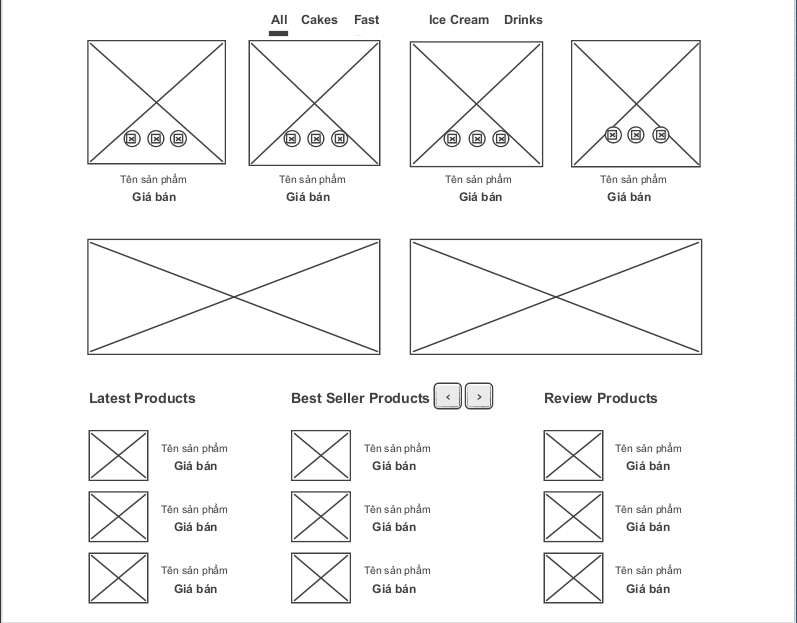 All Cakes Fast Ice Cream Drinks
Tên sản phẩm Tên sản phẩm Tên sản phẩm Tên sản phẩm
Giá bán Giá bán Giá bán Giá bán
Latest Products Best Seller Products ‹ › Review Products
Tên sản phẩm Tên sản phẩm Tên sản phẩm
Giá bán Giá bán Giá bán
Tên sản phẩm Tên sản phẩm Tên sản phẩm
Giá bán Giá bán Giá bán
Tên sản phẩm Tên sản phẩm Tên sản phẩm
Giá bán Giá bán Giá bán